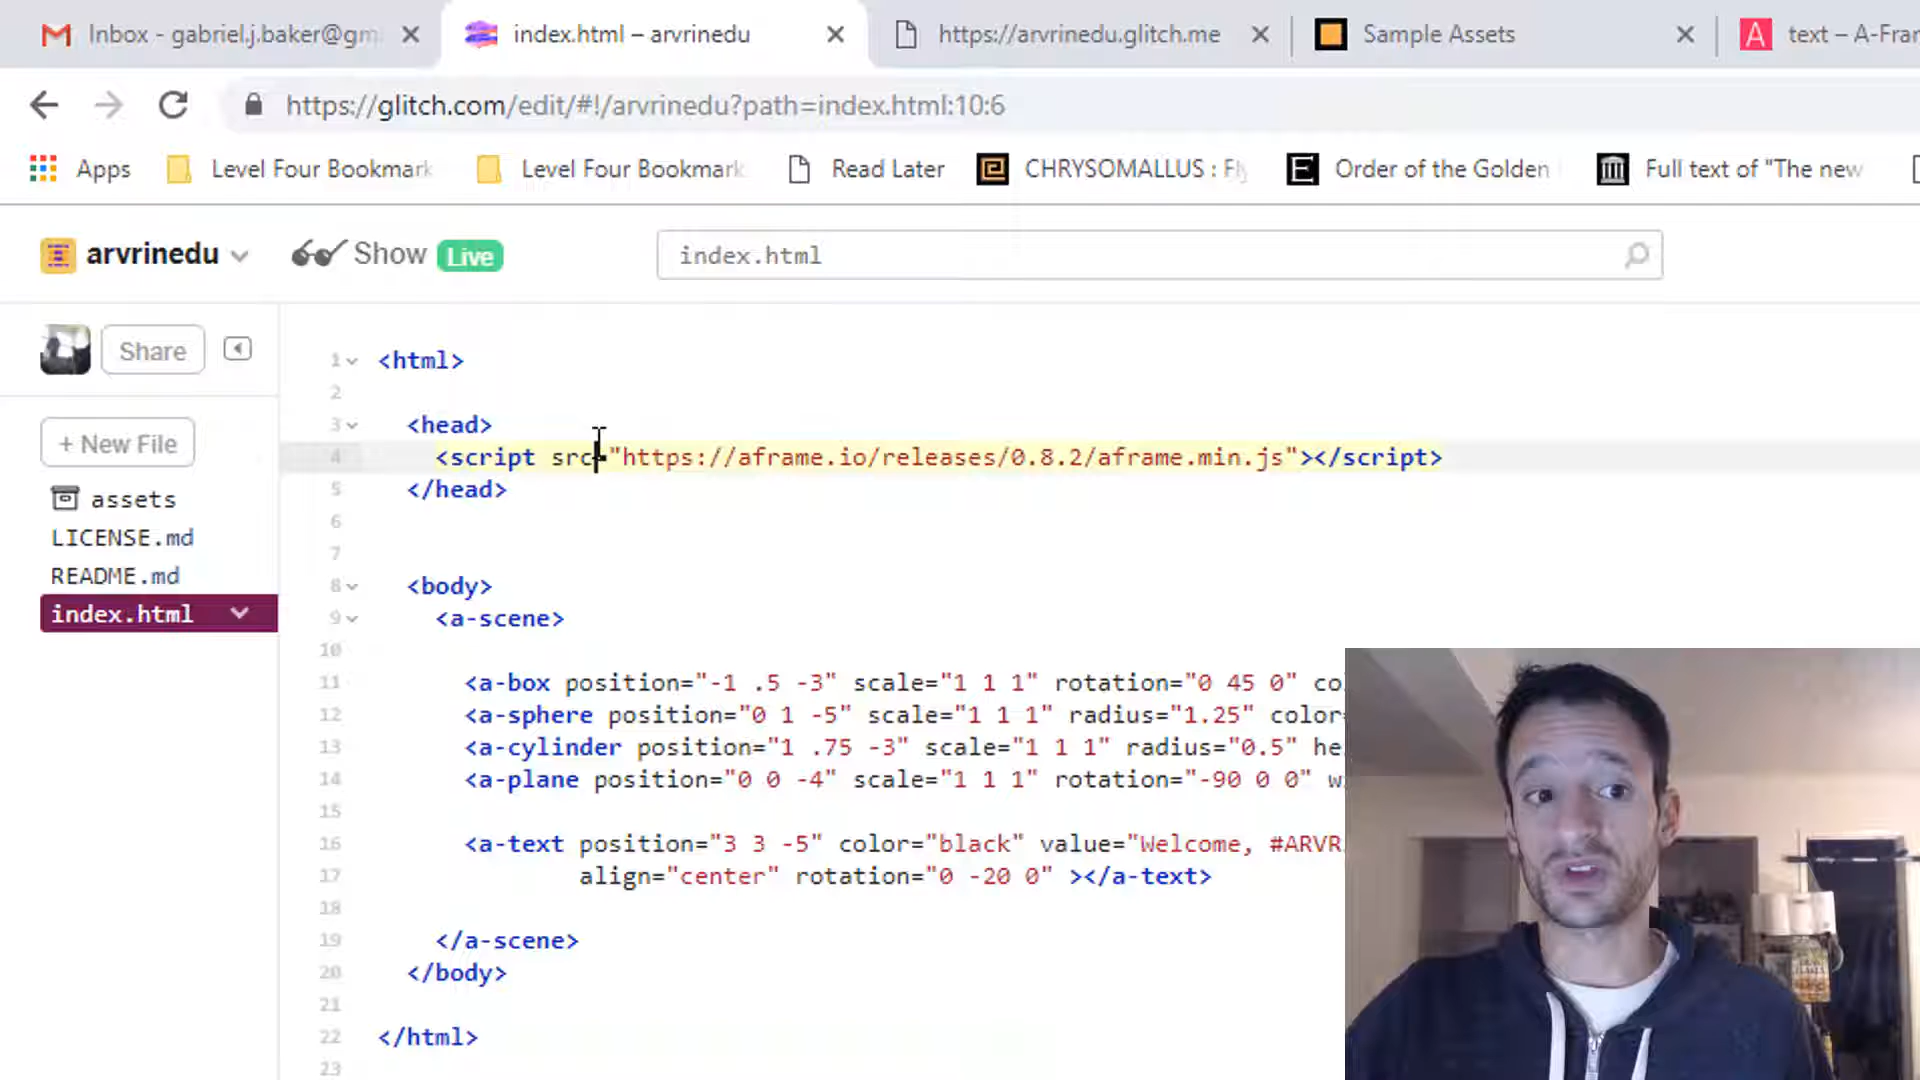 Inbox - gabriel.j.baker@gm
index.html – arvrinedu
https://arvrinedu.glitch.me
Sample Assets
text – A-Fran
https://glitch.com/edit/#!/arvrinedu?path=index.html:10:6
Apps
Level Four Bookmark
Level Four Bookmark
Read Later
CHRYSOMALLUS : Fly
Order of the Golden
Full text of "The new
arvrinedu
Show
Live
index.html
Share
+ New File
assets
LICENSE.md
README.md
index.html
1 <html>
2
3 <head>
4 <script src="https://aframe.io/releases/0.8.2/aframe.min.js"></script>
5 </head>
6
7
8 <body>
9 <a-scene>
10
11 <a-box position="-1 .5 -3" scale="1 1 1" rotation="0 45 0" co
12 <a-sphere position="0 1 -5" scale="1 1 1" radius="1.25" color
13 <a-cylinder position="1 .75 -3" scale="1 1 1" radius="0.5" he
14 <a-plane position="0 0 -4" scale="1 1 1" rotation="-90 0 0" w
15
16 <a-text position="3 3 -5" color="black" value="Welcome, #ARVR
17 align="center" rotation="0 -20 0" ></a-text>
18
19 </a-scene>
20 </body>
21
22 </html>
23